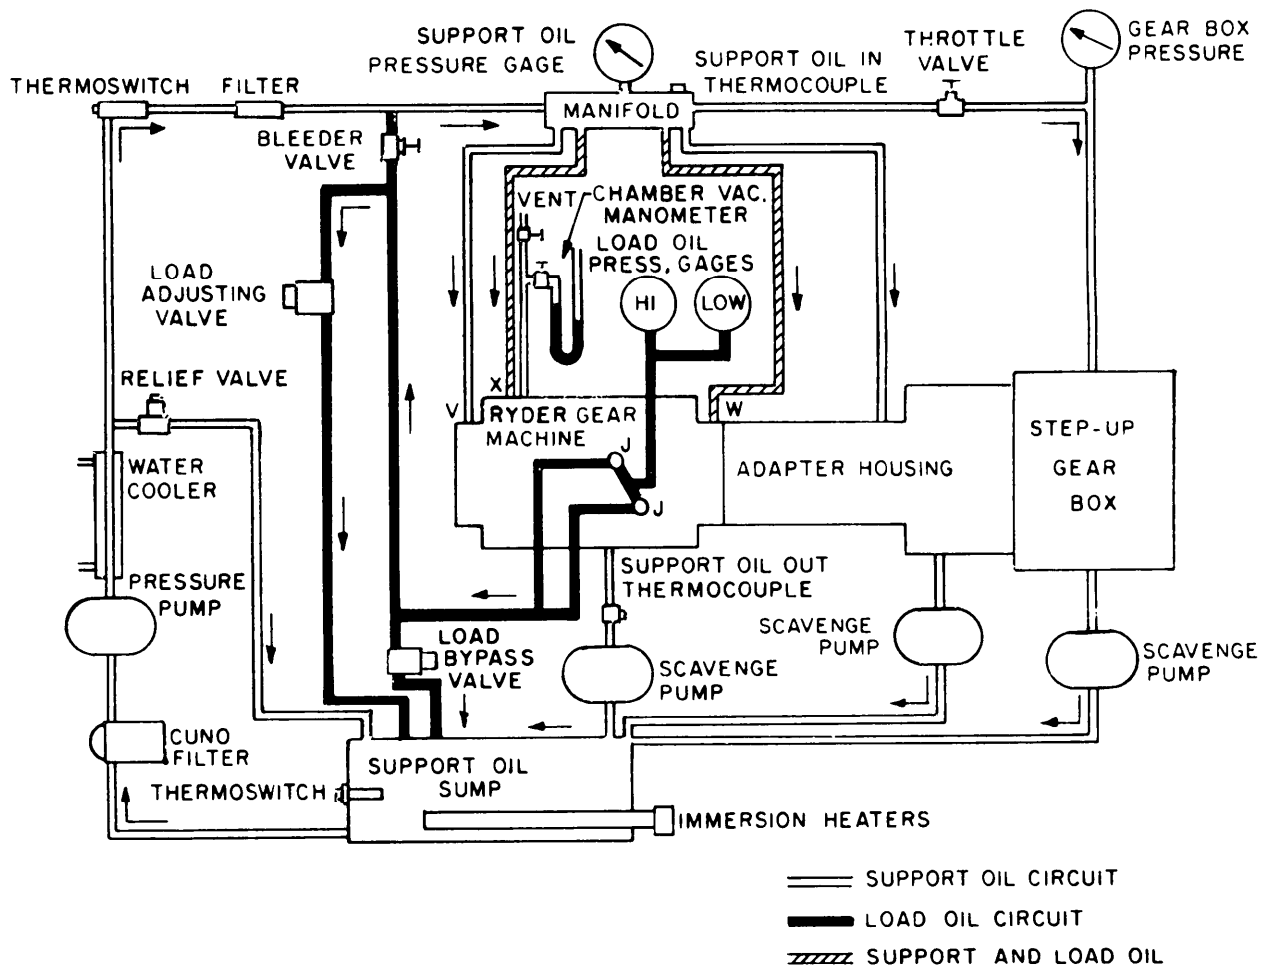 SUPPORT OIL
PRESSURE GAGE
SUPPORT OIL IN
THERMOCOUPLE
THROTTLE
VALVE
GEAR BOX
PRESSURE
THERMOSWITCH
FILTER
MANIFOLD
BLEEDER
VALVE
VENT
CHAMBER VAC.
MANOMETER
LOAD OIL
PRESS, GAGES
HI
LOW
LOAD
ADJUSTING
VALVE
RELIEF VALVE
X
V
W
RYDER GEAR
MACHINE
J
J
ADAPTER HOUSING
STEP-UP
GEAR
BOX
WATER
COOLER
PRESSURE
PUMP
SUPPORT OIL OUT
THERMOCOUPLE
LOAD
BYPASS
VALVE
SCAVENGE
PUMP
SCAVENGE
PUMP
SCAVENGE
PUMP
CUNO
FILTER
THERMOSWITCH
SUPPORT OIL
SUMP
IMMERSION HEATERS
SUPPORT OIL CIRCUIT
LOAD OIL CIRCUIT
SUPPORT AND LOAD OIL